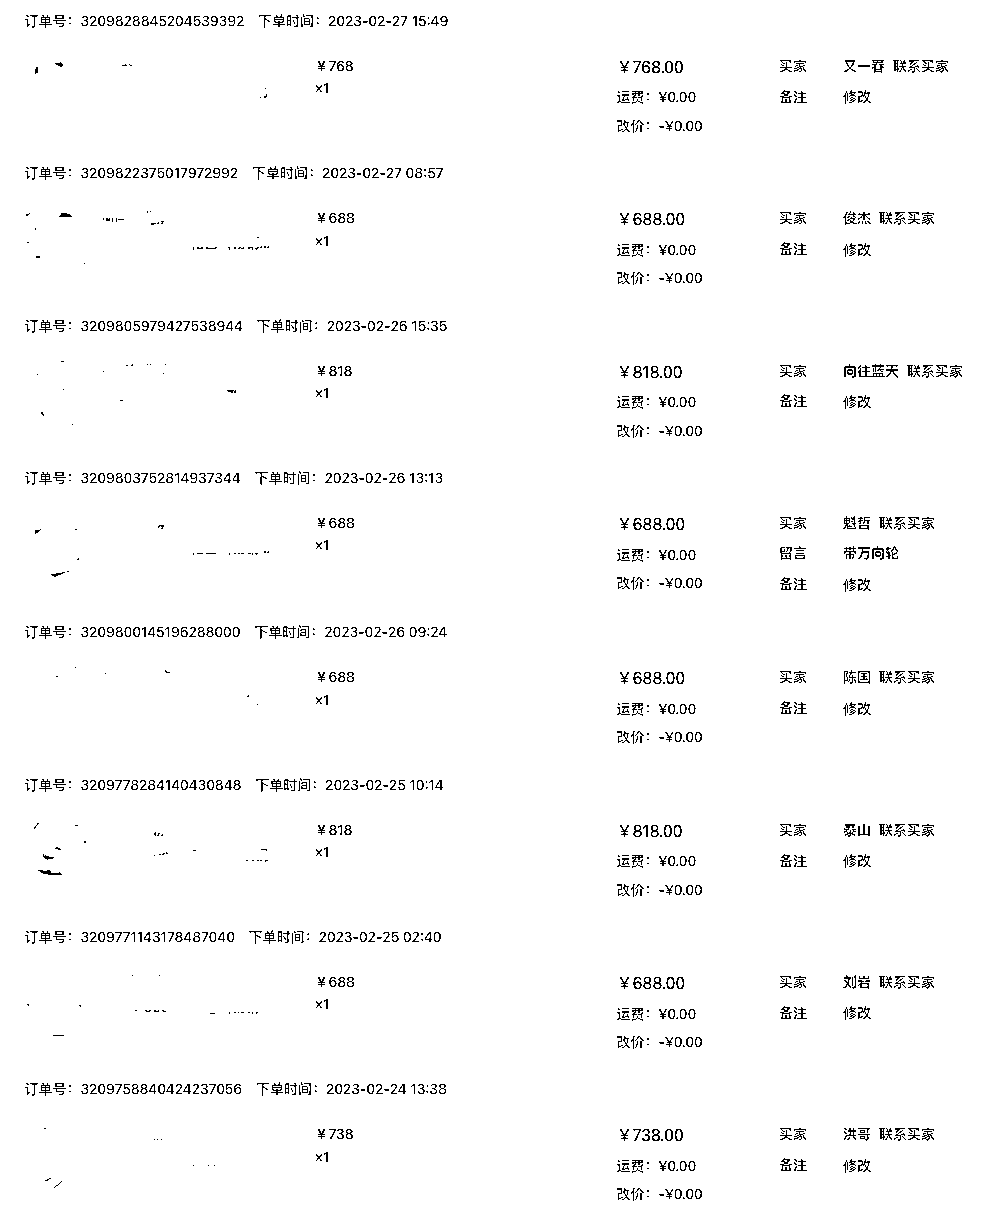 订单号：3209828845204539392 下单时间：2023-02-27 15:49
￥768 ￥768.00 买家 又一春 联系买家
×1 运费：¥0.00 备注 修改
改价：-¥0.00
订单号：3209822375017972992 下单时间：2023-02-27 08:57
￥688 ￥688.00 买家 俊杰 联系买家
×1 运费：¥0.00 备注 修改
改价：-¥0.00
订单号：3209805979427538944 下单时间：2023-02-26 15:35
￥818 ￥818.00 买家 向往蓝天 联系买家
×1 运费：¥0.00 备注 修改
改价：-¥0.00
订单号：3209803752814937344 下单时间：2023-02-26 13:13
￥688 ￥688.00 买家 魁哲 联系买家
×1 运费：¥0.00 留言 带万向轮
改价：-¥0.00 备注 修改
订单号：3209800145196288000 下单时间：2023-02-26 09:24
￥688 ￥688.00 买家 陈国 联系买家
×1 运费：¥0.00 备注 修改
改价：-¥0.00
订单号：3209778284140430848 下单时间：2023-02-25 10:14
￥818 ￥818.00 买家 泰山 联系买家
×1 运费：¥0.00 备注 修改
改价：-¥0.00
订单号：3209771143178487040 下单时间：2023-02-25 02:40
￥688 ￥688.00 买家 刘岩 联系买家
×1 运费：¥0.00 备注 修改
改价：-¥0.00
订单号：3209758840424237056 下单时间：2023-02-24 13:38
￥738 ￥738.00 买家 洪哥 联系买家
×1 运费：¥0.00 备注 修改
改价：-¥0.00